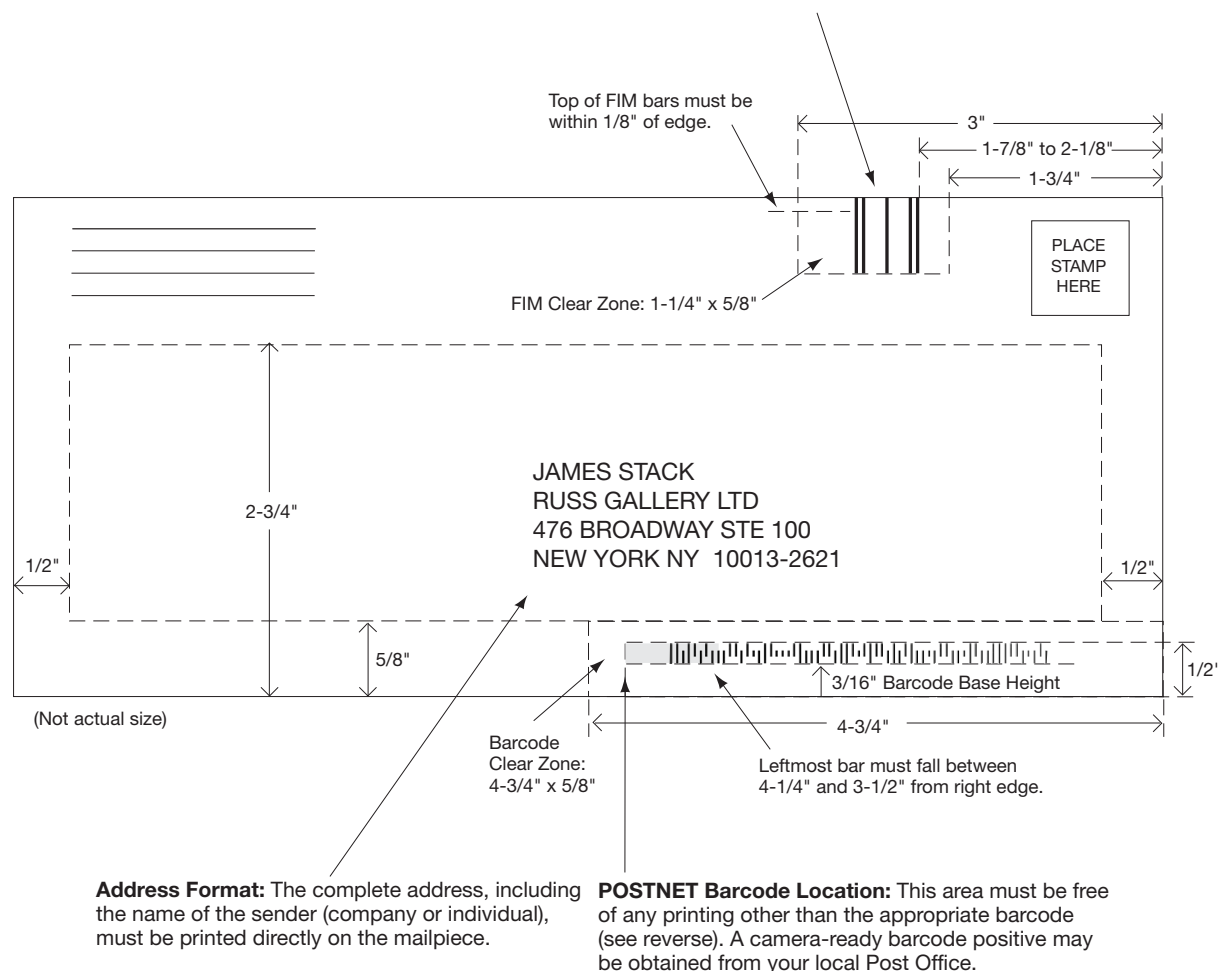 Top of FIM bars must be
within 1/8" of edge.
3"
1-7/8" to 2-1/8"
1-3/4"
PLACE
STAMP
HERE
FIM Clear Zone: 1-1/4" x 5/8"
JAMES STACK
RUSS GALLERY LTD
476 BROADWAY STE 100
NEW YORK NY 10013-2621
2-3/4"
1/2"
1/2"
5/8"
3/16" Barcode Base Height
1/2'
(Not actual size)
4-3/4"
Barcode
Clear Zone:
4-3/4" x 5/8"
Leftmost bar must fall between
4-1/4" and 3-1/2" from right edge.
Address Format: The complete address, including
the name of the sender (company or individual),
must be printed directly on the mailpiece.
POSTNET Barcode Location: This area must be free
of any printing other than the appropriate barcode
(see reverse). A camera-ready barcode positive may
be obtained from your local Post Office.